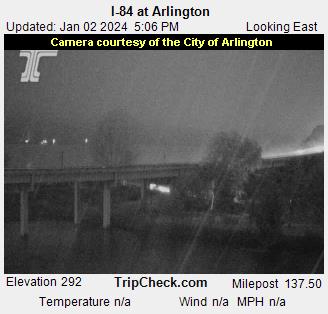 I-84 at Arlington
Updated: Jan 02 2024 5:06 PM Looking East
Camera courtesy of the City of Arlington
Elevation 292 TripCheck.com Milepost 137.50
Temperature n/a Wind n/a MPH n/a